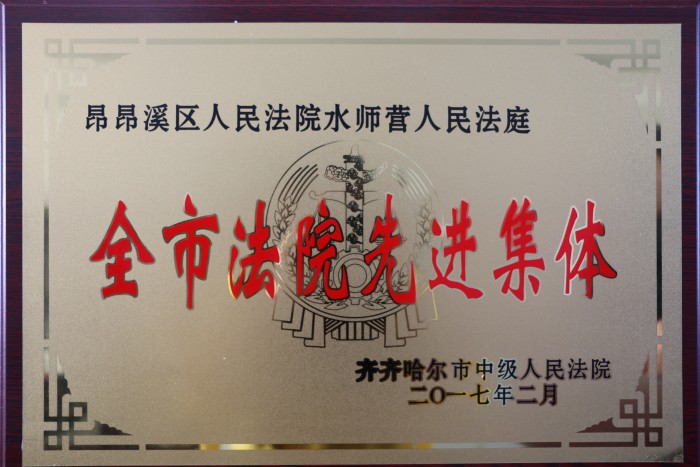 昂昂溪区人民法院水师营人民法庭
全市法院先进集体
齐齐哈尔市中级人民法院
二〇一七年二月